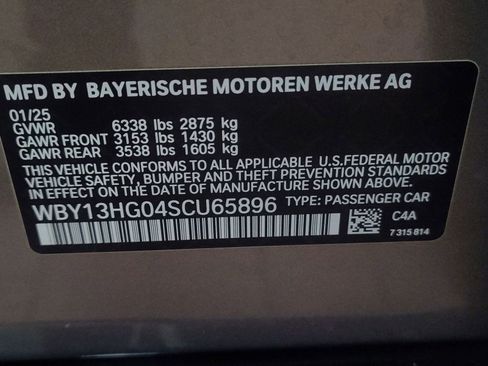 MFD BY BAYERISCHE MOTOREN WERKE AG
01/25
GVWR 6338 lbs 2875 kg
GAWR FRONT 3153 lbs 1430 kg
GAWR REAR 3538 lbs 1605 kg
THIS VEHICLE CONFORMS TO ALL APPLICABLE U.S.FEDERAL MOTOR
VEHICLE SAFETY, BUMPER AND THEFT PREVENTION STANDARDS
IN EFFECT ON THE DATE OF MANUFACTURE SHOWN ABOVE.
WBY13HG04SCU65896 TYPE: PASSENGER CAR
C4A
7 315 814